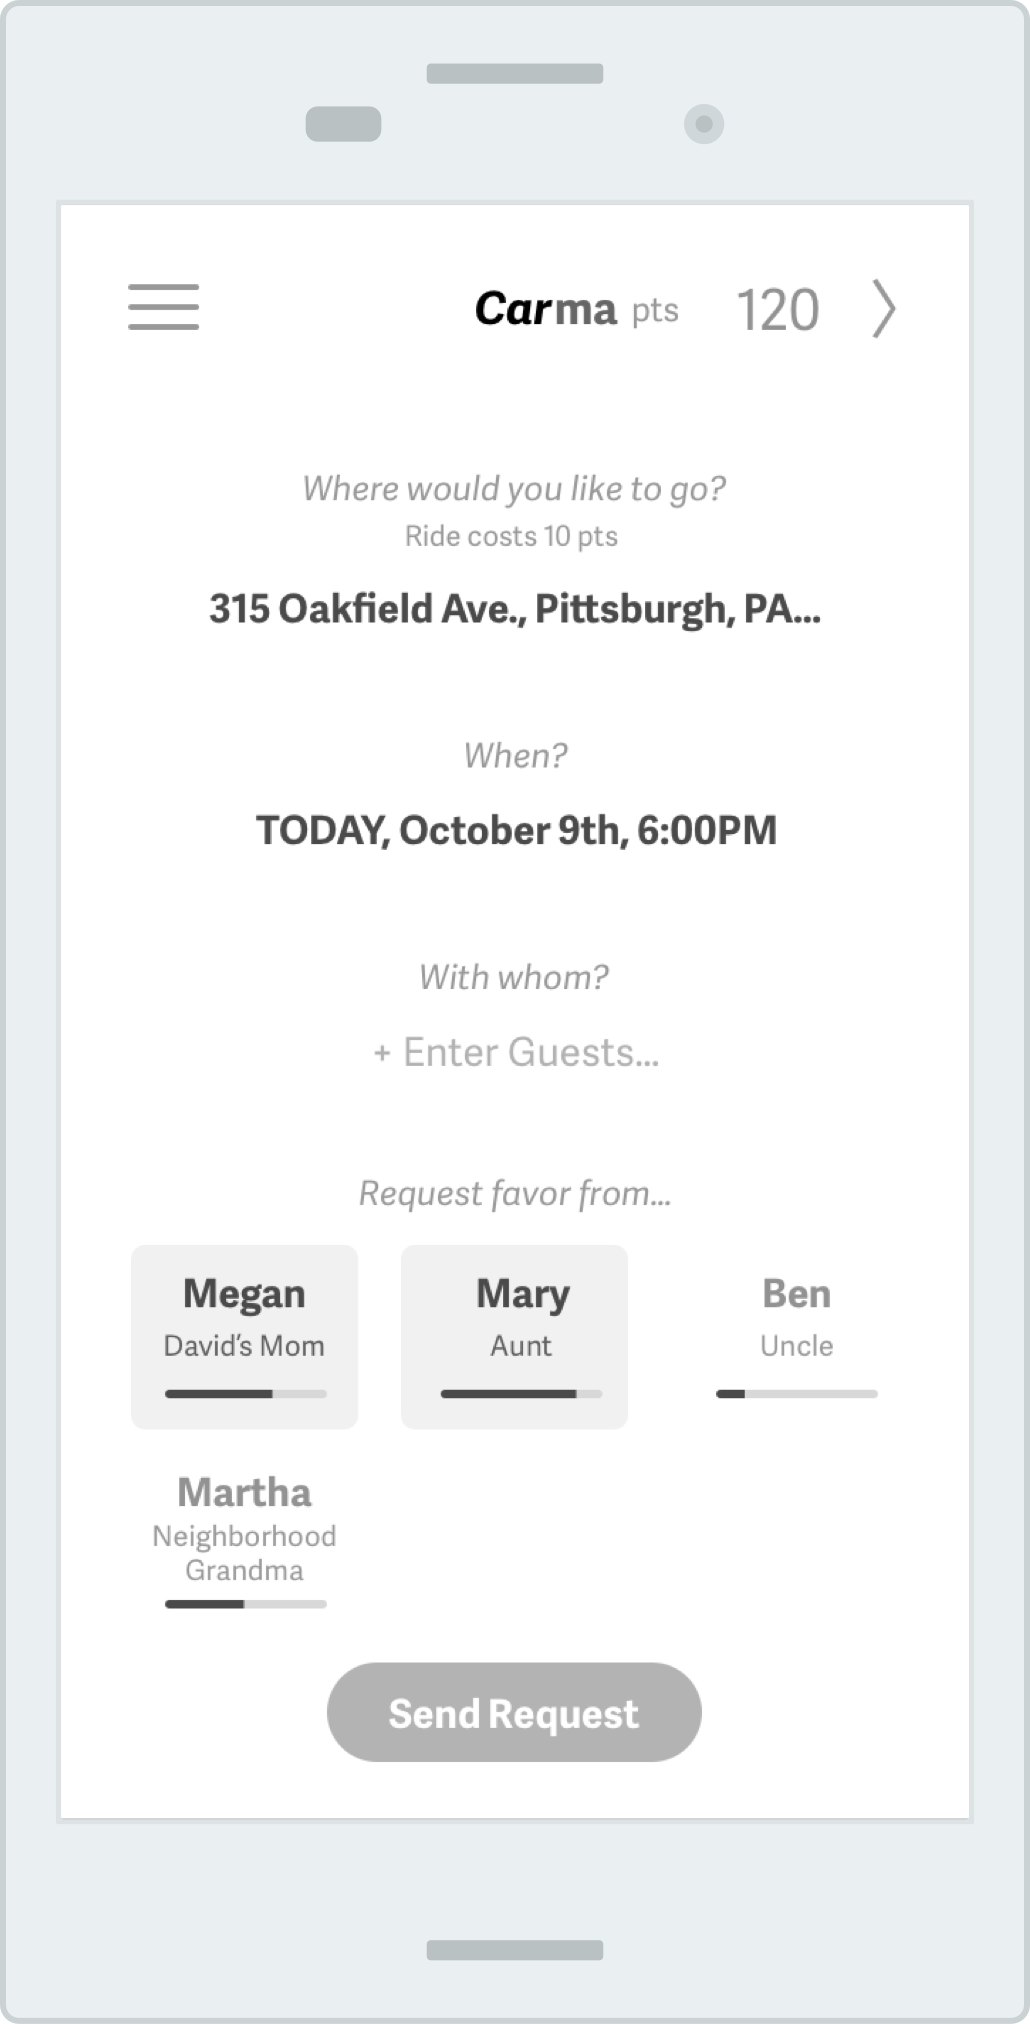 Carma pts 120
Where would you like to go?
Ride costs 10 pts
315 Oakfield Ave., Pittsburgh, PA...
When?
TODAY, October 9th, 6:00PM
With whom?
+ Enter Guests...
Request favor from...
Megan
David's Mom
Mary
Aunt
Ben
Uncle
Martha
Neighborhood
Grandma
Send Request